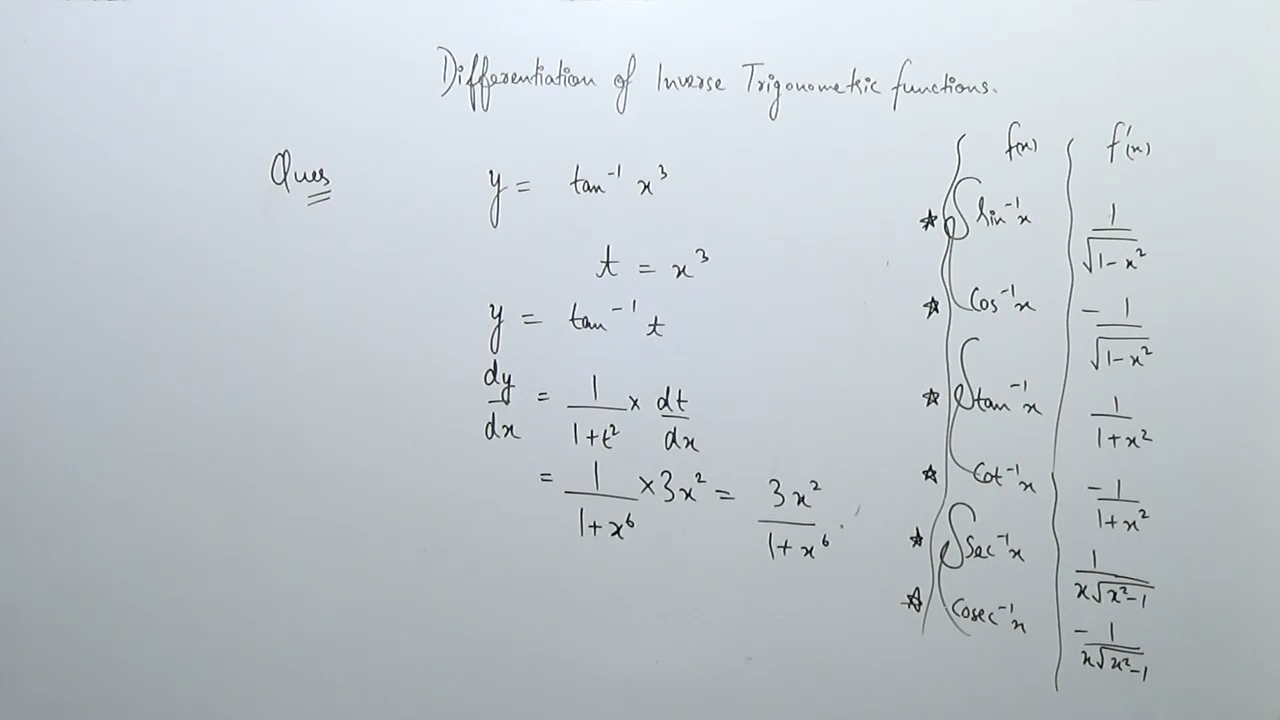 Differentiation of Inverse Trigonometric functions.
Ques
y = tan⁻¹ x³
t = x³
y = tan⁻¹ t
dy/dx = 1/(1+t²) × dt/dx
= 1/(1+x⁶) × 3x² = 3x²/(1+x⁶).
f(x) f'(x)
★ sin⁻¹x 1/√(1-x²)
★ Cos⁻¹x -1/√(1-x²)
★ tan⁻¹x 1/(1+x²)
★ Cot⁻¹x -1/(1+x²)
★ Sec⁻¹x 1/(x√(x²-1))
★ Cosec⁻¹x -1/(x√(x²-1))